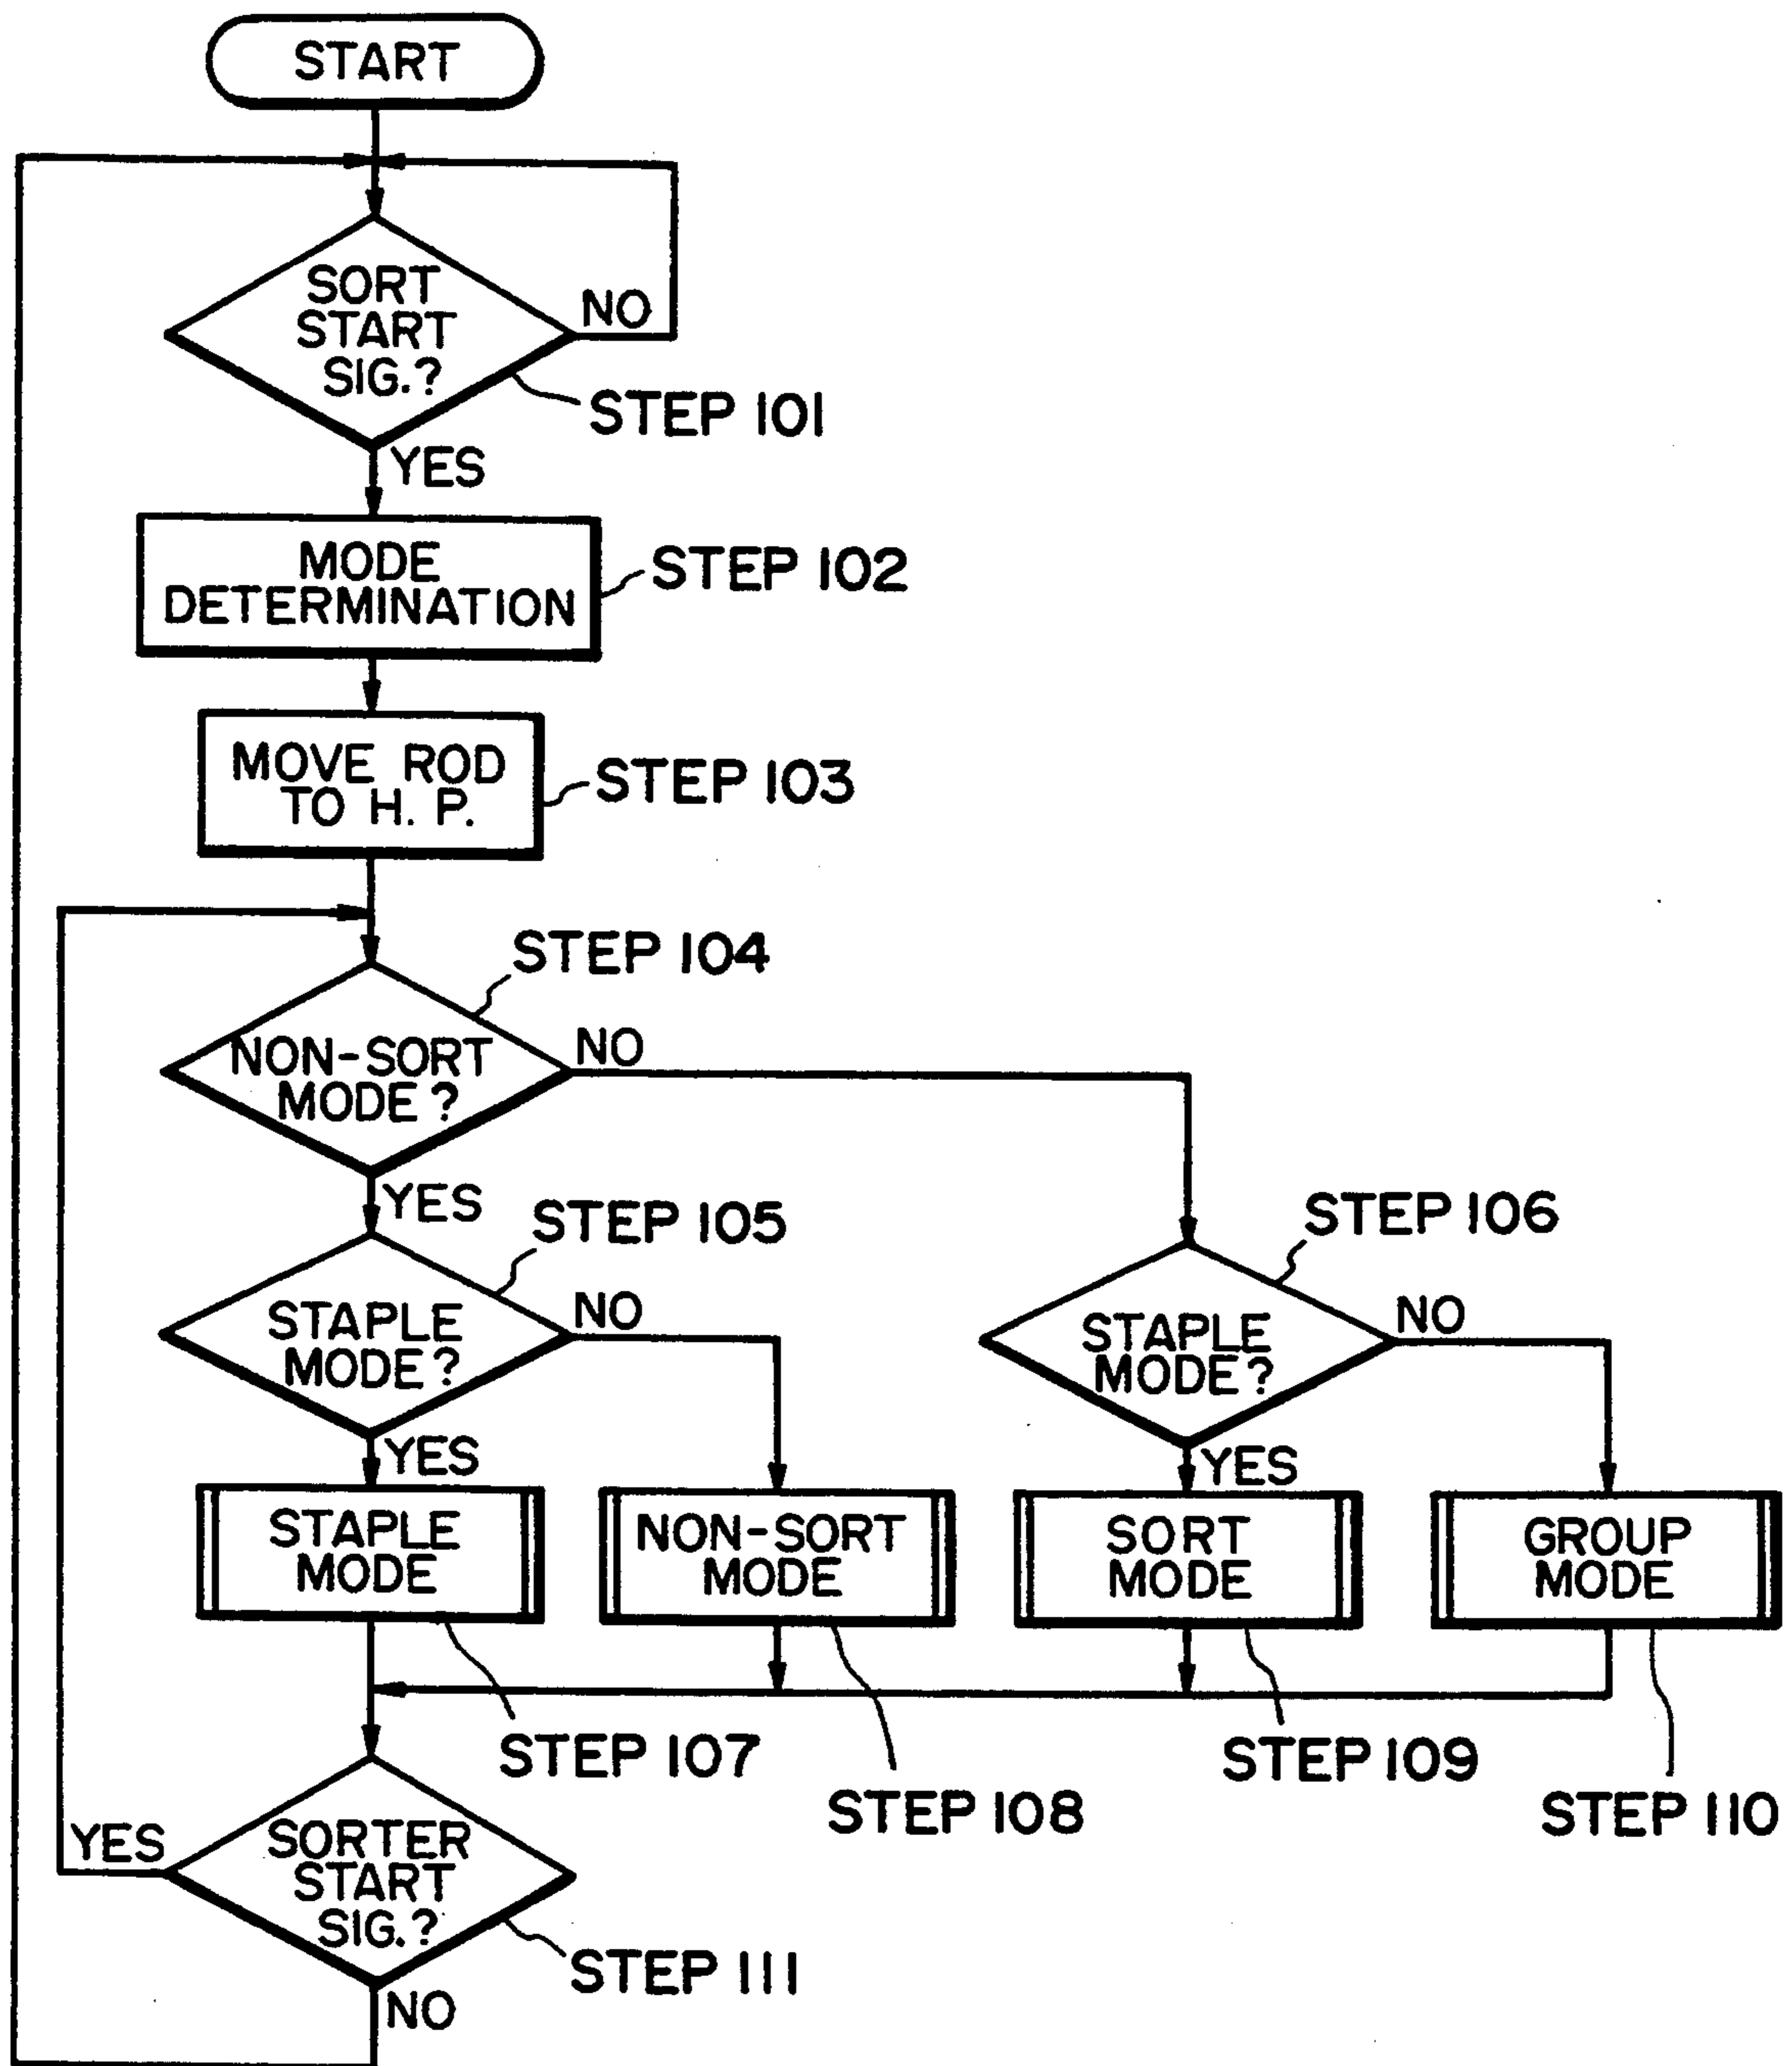 START
SORT
START
SIG.?
NO
STEP 101
YES
MODE
DETERMINATION
STEP 102
MOVE ROD
TO H. P.
STEP 103
STEP 104
NON-SORT
MODE?
NO
YES
STEP 105
STEP 106
STAPLE
MODE?
NO
STAPLE
MODE?
NO
YES
YES
STAPLE
MODE
NON-SORT
MODE
SORT
MODE
GROUP
MODE
STEP 107
STEP 108
STEP 109
STEP 110
YES
SORTER
START
SIG.?
STEP 111
NO